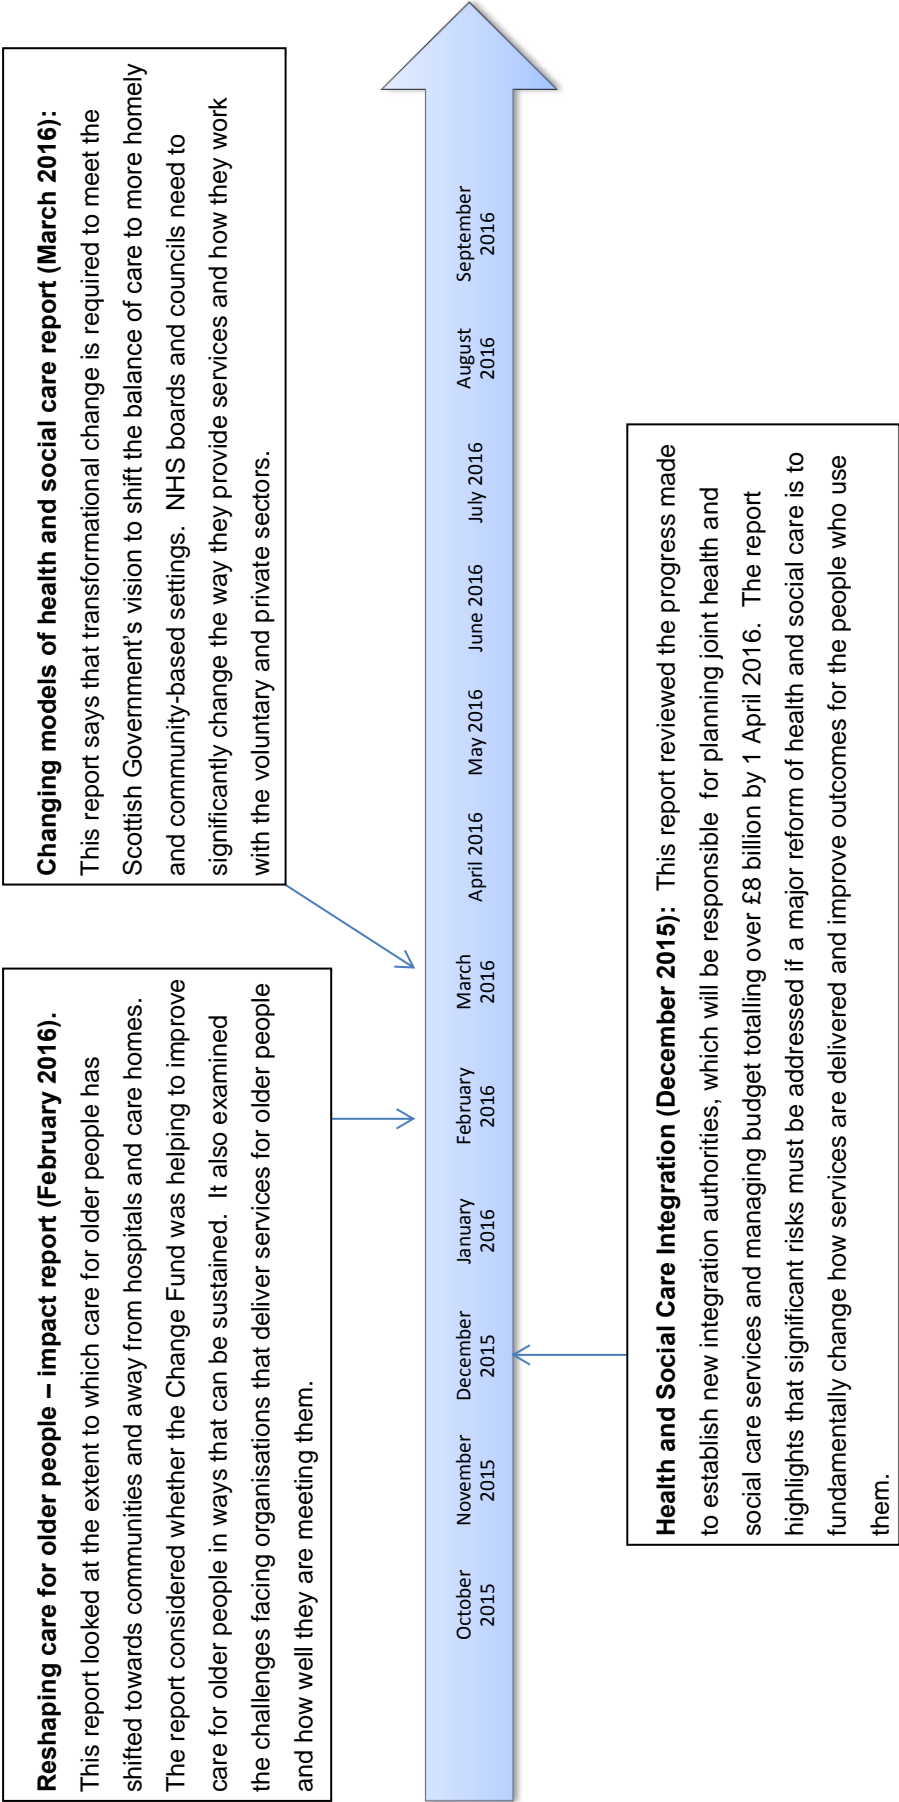 Reshaping care for older people – impact report (February 2016).
This report looked at the extent to which care for older people has
shifted towards communities and away from hospitals and care homes.
The report considered whether the Change Fund was helping to improve
care for older people in ways that can be sustained.  It also examined
the challenges facing organisations that deliver services for older people
and how well they are meeting them.
Changing models of health and social care report (March 2016):
This report says that transformational change is required to meet the
Scottish Government’s vision to shift the balance of care to more homely
and community-based settings.  NHS boards and councils need to
significantly change the way they provide services and how they work
with the voluntary and private sectors.
October
2015
November
2015
December
2015
January
2016
February
2016
March
2016
April 2016
May 2016
June 2016
July 2016
August
2016
September
2016
Health and Social Care Integration (December 2015):  This report reviewed the progress made
to establish new integration authorities, which will be responsible  for planning joint health and
social care services and managing budget totalling over £8 billion by 1 April 2016.  The report
highlights that significant risks must be addressed if a major reform of health and social care is to
fundamentally change how services are delivered and improve outcomes for the people who use
them.